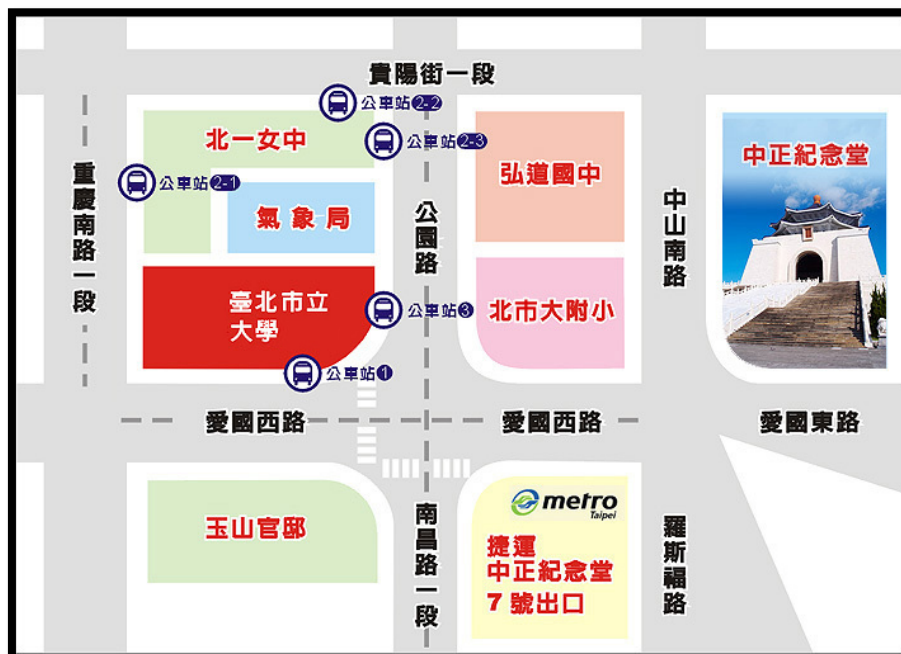 貴陽街一段
公車站2-2
北一女中
公車站2-3
弘道國中
中正紀念堂
公車站2-1
重慶南路一段
氣象局
公園路
中山南路
臺北市立
大學
公車站3
北市大附小
公車站1
愛國西路
愛國西路
愛國東路
玉山官邸
南昌路一段
metro
Taipei
捷運
中正紀念堂
7號出口
羅斯福路